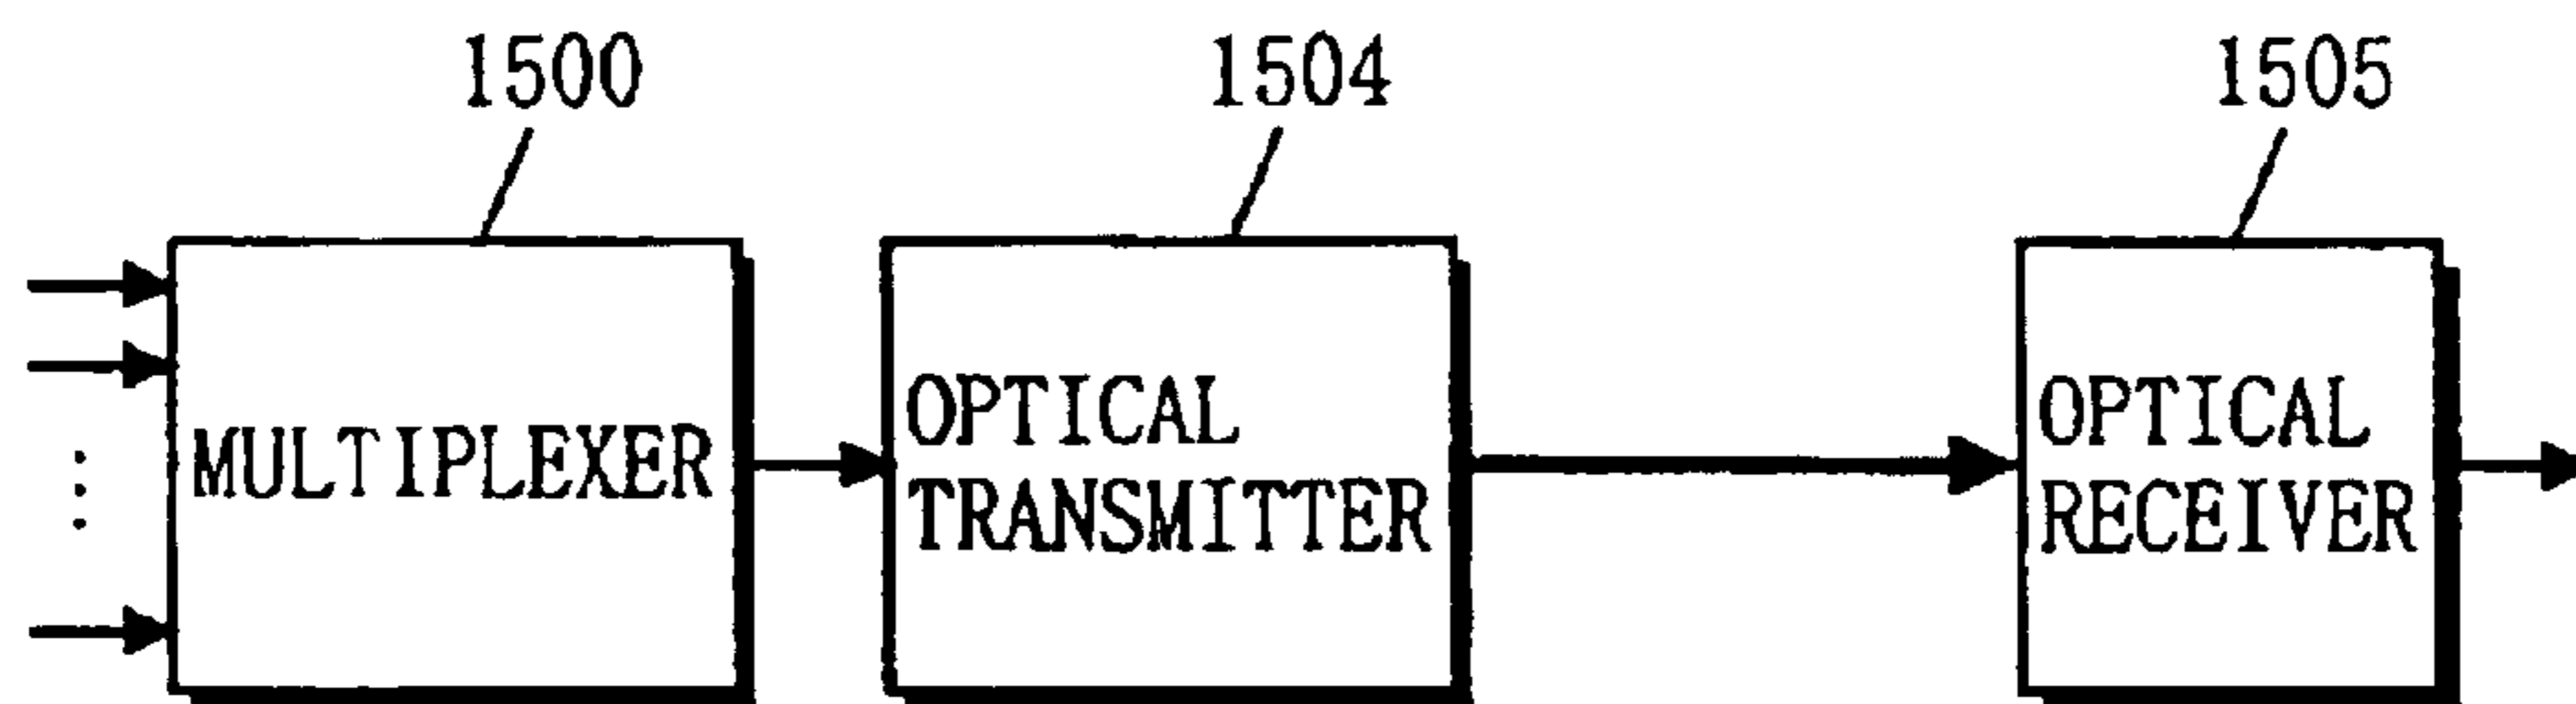 1500
1504
1505
MULTIPLEXER
OPTICAL
TRANSMITTER
OPTICAL
RECEIVER